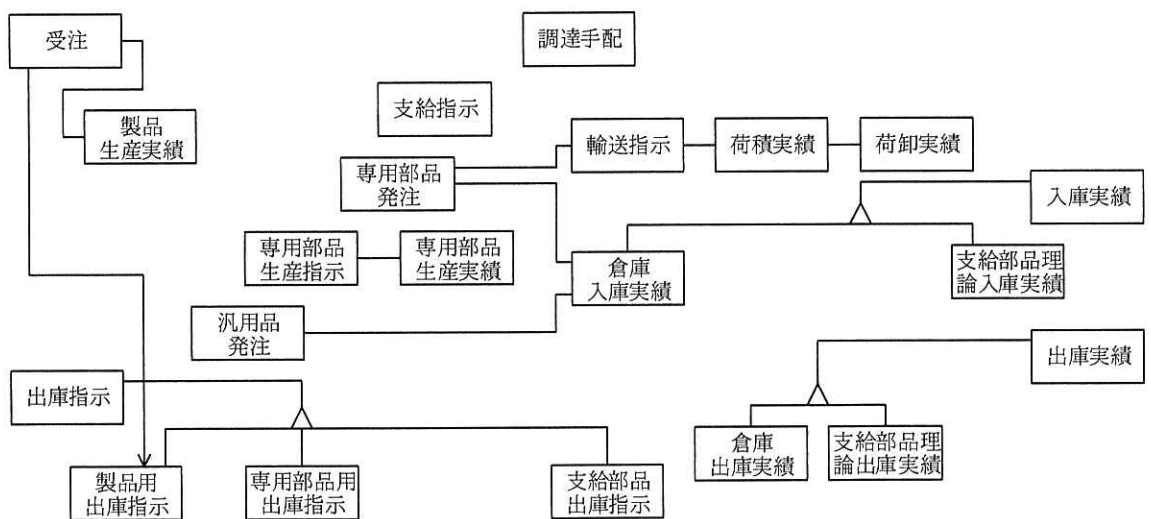 受注
調達手配
支給指示
製品
生産実績
輸送指示
荷積実績
荷卸実績
専用部品
発注
入庫実績
専用部品
生産指示
専用部品
生産実績
倉庫
入庫実績
支給部品理
論入庫実績
汎用品
発注
出庫実績
出庫指示
倉庫
出庫実績
支給部品理
論出庫実績
製品用
出庫指示
専用部品用
出庫指示
支給部品
出庫指示